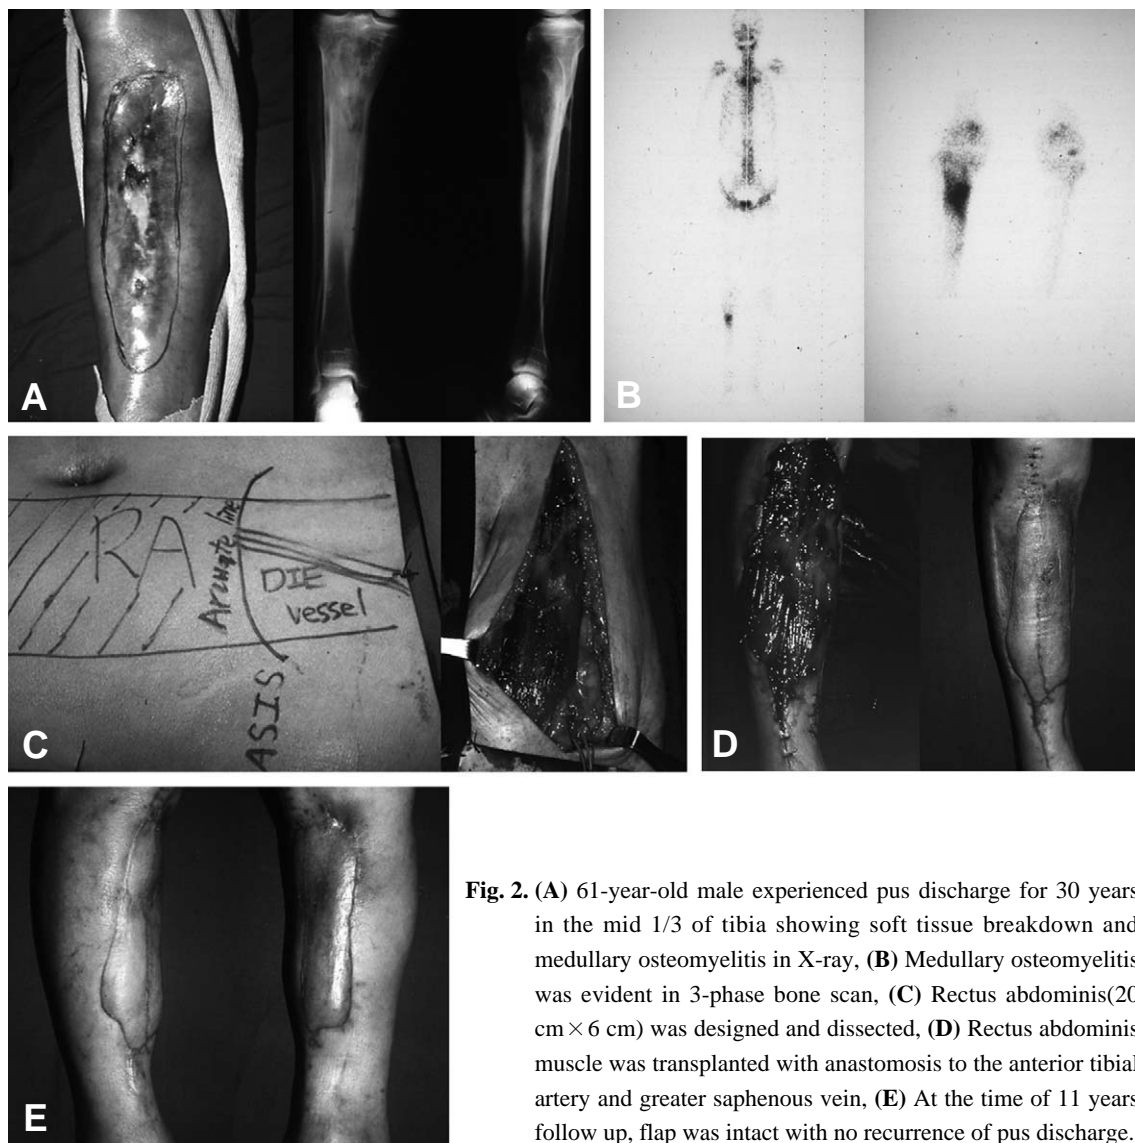 A
B
RA
Arcuate line
DIE
vessel
ASIS
C
D
E
Fig. 2. (A) 61-year-old male experienced pus discharge for 30 years
in the mid 1/3 of tibia showing soft tissue breakdown and
medullary osteomyelitis in X-ray, (B) Medullary osteomyelitis
was evident in 3-phase bone scan, (C) Rectus abdominis(20
cm × 6 cm) was designed and dissected, (D) Rectus abdominis
muscle was transplanted with anastomosis to the anterior tibial
artery and greater saphenous vein, (E) At the time of 11 years
follow up, flap was intact with no recurrence of pus discharge.